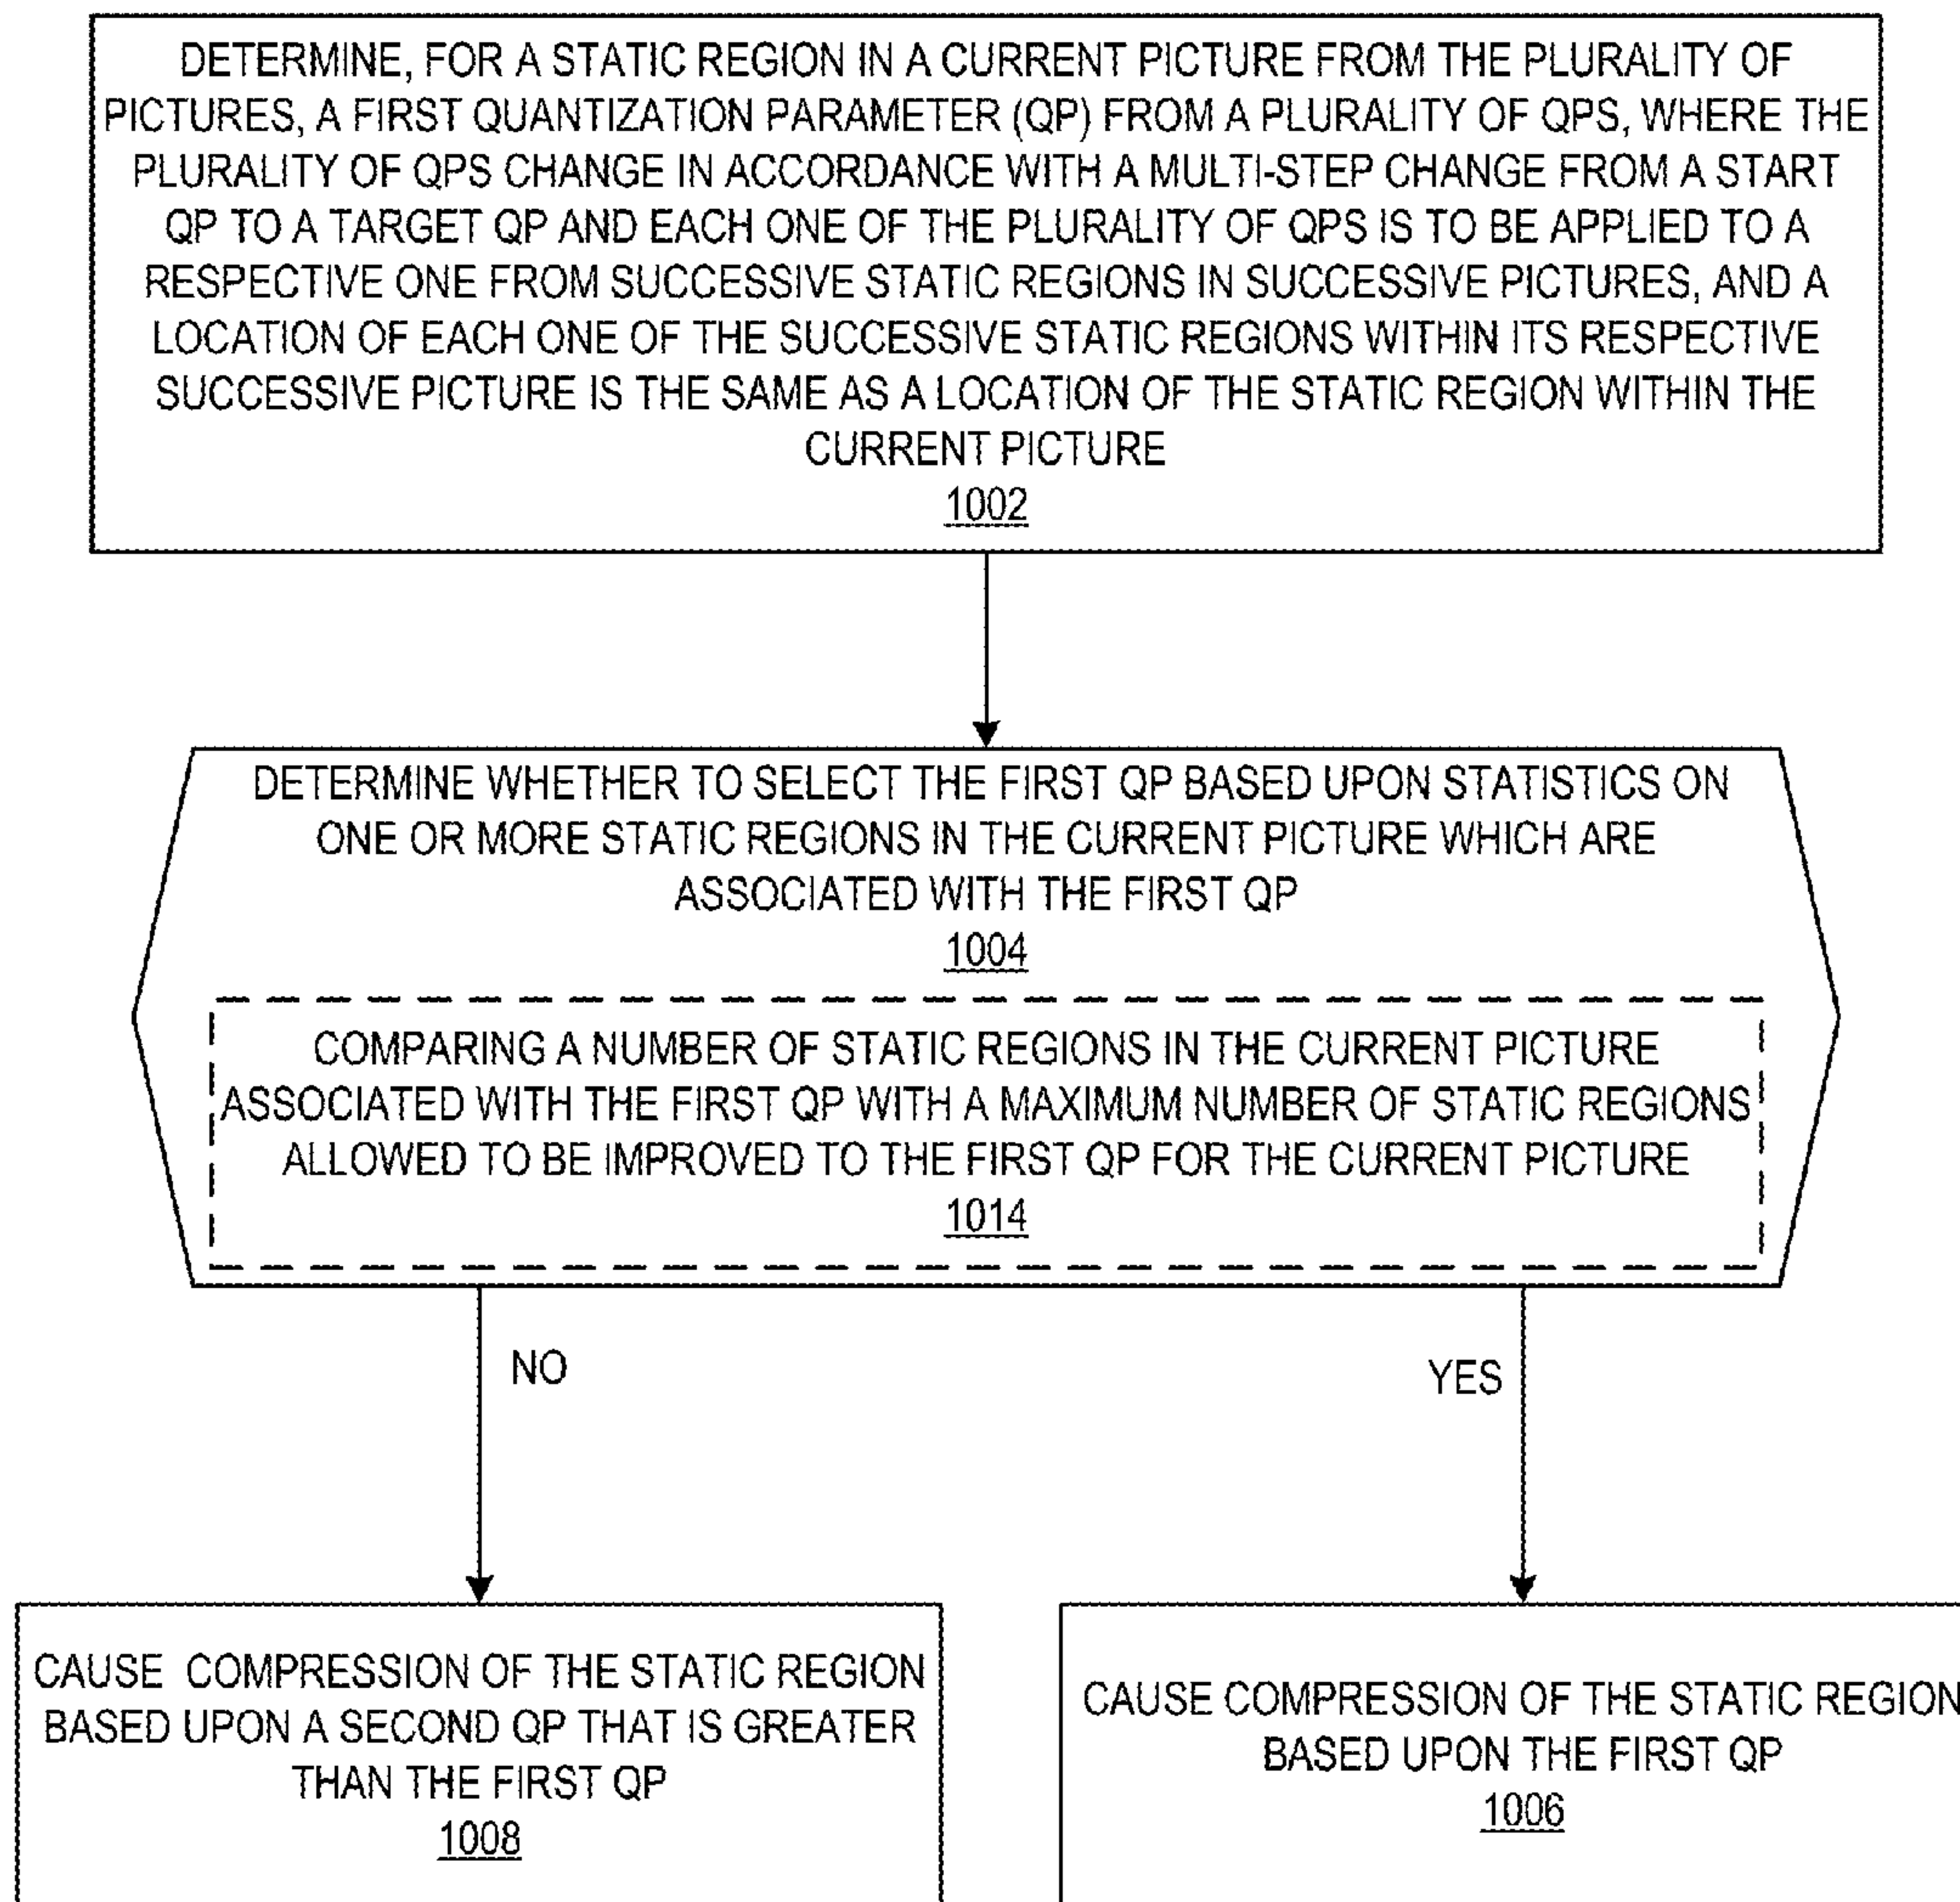 DETERMINE, FOR A STATIC REGION IN A CURRENT PICTURE FROM THE PLURALITY OF
PICTURES, A FIRST QUANTIZATION PARAMETER (QP) FROM A PLURALITY OF QPS, WHERE THE
PLURALITY OF QPS CHANGE IN ACCORDANCE WITH A MULTI-STEP CHANGE FROM A START
QP TO A TARGET QP AND EACH ONE OF THE PLURALITY OF QPS IS TO BE APPLIED TO A
RESPECTIVE ONE FROM SUCCESSIVE STATIC REGIONS IN SUCCESSIVE PICTURES, AND A
LOCATION OF EACH ONE OF THE SUCCESSIVE STATIC REGIONS WITHIN ITS RESPECTIVE
SUCCESSIVE PICTURE IS THE SAME AS A LOCATION OF THE STATIC REGION WITHIN THE
CURRENT PICTURE
1002
DETERMINE WHETHER TO SELECT THE FIRST QP BASED UPON STATISTICS ON
ONE OR MORE STATIC REGIONS IN THE CURRENT PICTURE WHICH ARE
ASSOCIATED WITH THE FIRST QP
1004
COMPARING A NUMBER OF STATIC REGIONS IN THE CURRENT PICTURE
ASSOCIATED WITH THE FIRST QP WITH A MAXIMUM NUMBER OF STATIC REGIONS
ALLOWED TO BE IMPROVED TO THE FIRST QP FOR THE CURRENT PICTURE
1014
NO
YES
CAUSE COMPRESSION OF THE STATIC REGION
BASED UPON A SECOND QP THAT IS GREATER
THAN THE FIRST QP
1008
CAUSE COMPRESSION OF THE STATIC REGION
BASED UPON THE FIRST QP
1006